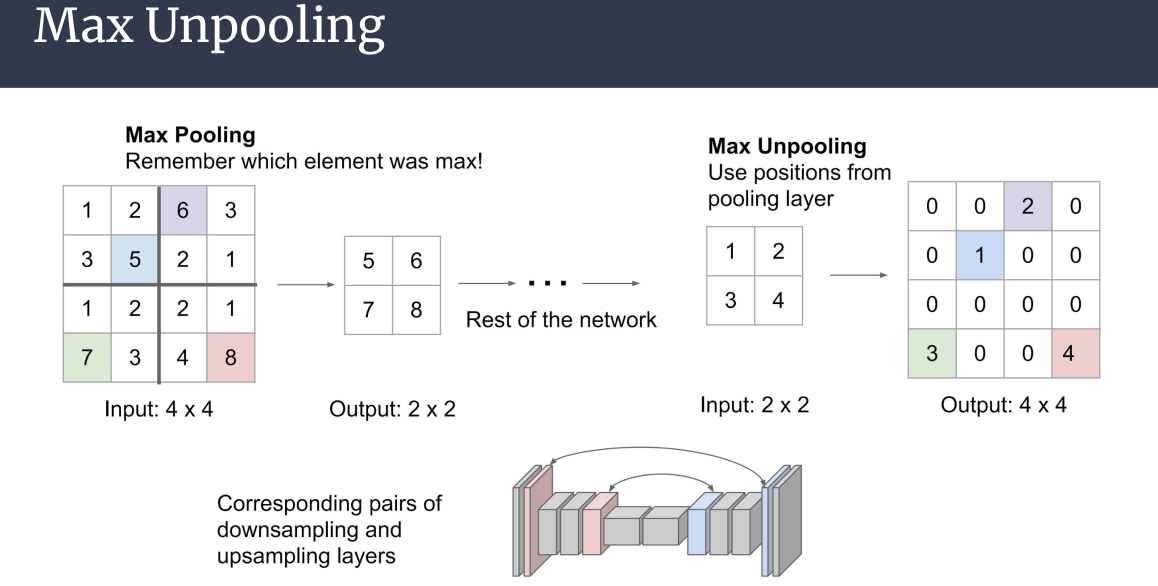 Max Unpooling
Max Pooling
Remember which element was max!
1 2 6 3
3 5 2 1
1 2 2 1
7 3 4 8
Input: 4 x 4
5 6
7 8
Output: 2 x 2
...
Rest of the network
Max Unpooling
Use positions from
pooling layer
1 2
3 4
Input: 2 x 2
0 0 2 0
0 1 0 0
0 0 0 0
3 0 0 4
Output: 4 x 4
Corresponding pairs of
downsampling and
upsampling layers